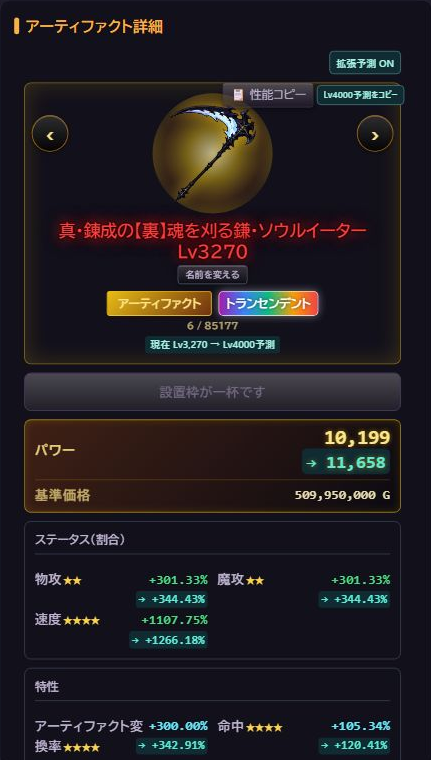 アーティファクト詳細
拡張予測 ON
性能コピー
Lv4000予測をコピー
‹
›
真・錬成の【裏】魂を刈る鎌・ソウルイーター
Lv3270
名前を変える
アーティファクト トランセンデント
6 / 85177
現在 Lv3,270 → Lv4000予測
設置枠が一杯です
パワー 10,199
→ 11,658
基準価格 509,950,000 G
ステータス(割合)
物攻★★ +301.33% 魔攻★★ +301.33%
→ +344.43% → +344.43%
速度★★★★ +1107.75%
→ +1266.18%
特性
アーティファクト変 +300.00% 命中★★★★ +105.34%
換率★★★★ → +342.91% → +120.41%